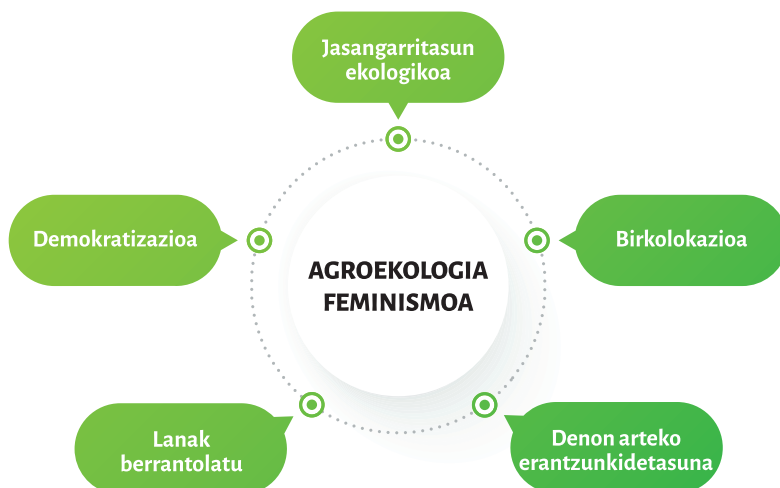 Jasangarritasun
ekologikoa
Demokratizazioa
Birkolokazioa
AGROEKOLOGIA
FEMINISMOA
Lanak
berrantolatu
Denon arteko
erantzunkidetasuna